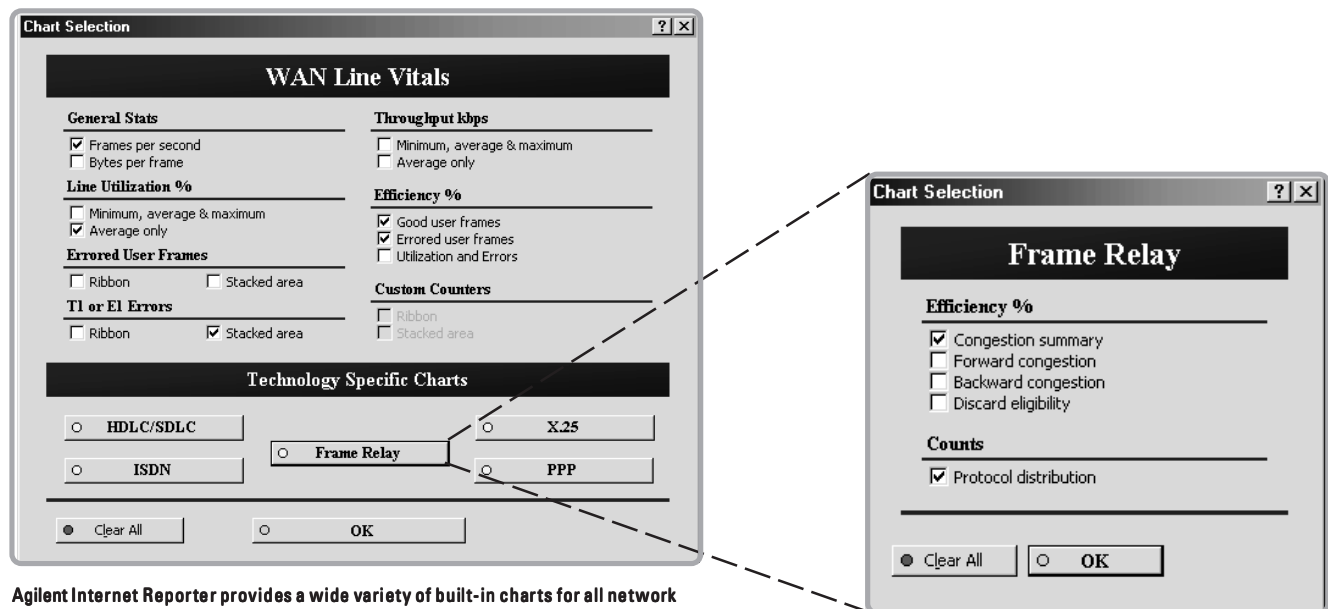 Chart Selection
WAN Line Vitals
General Stats
Frames per second
Bytes per frame
Line Utilization %
Minimum, average & maximum
Average only
Errored User Frames
Ribbon Stacked area
T1 or E1 Errors
Ribbon Stacked area
Throughput kbps
Minimum, average & maximum
Average only
Efficiency %
Good user frames
Errored user frames
Utilization and Errors
Custom Counters
Ribbon
Stacked area
Technology Specific Charts
HDLC/SDLC
ISDN
Frame Relay
X.25
PPP
Clear All OK
Chart Selection
Frame Relay
Efficiency %
Congestion summary
Forward congestion
Backward congestion
Discard eligibility
Counts
Protocol distribution
Clear All OK
Agilent Internet Reporter provides a wide variety of built-in charts for all network